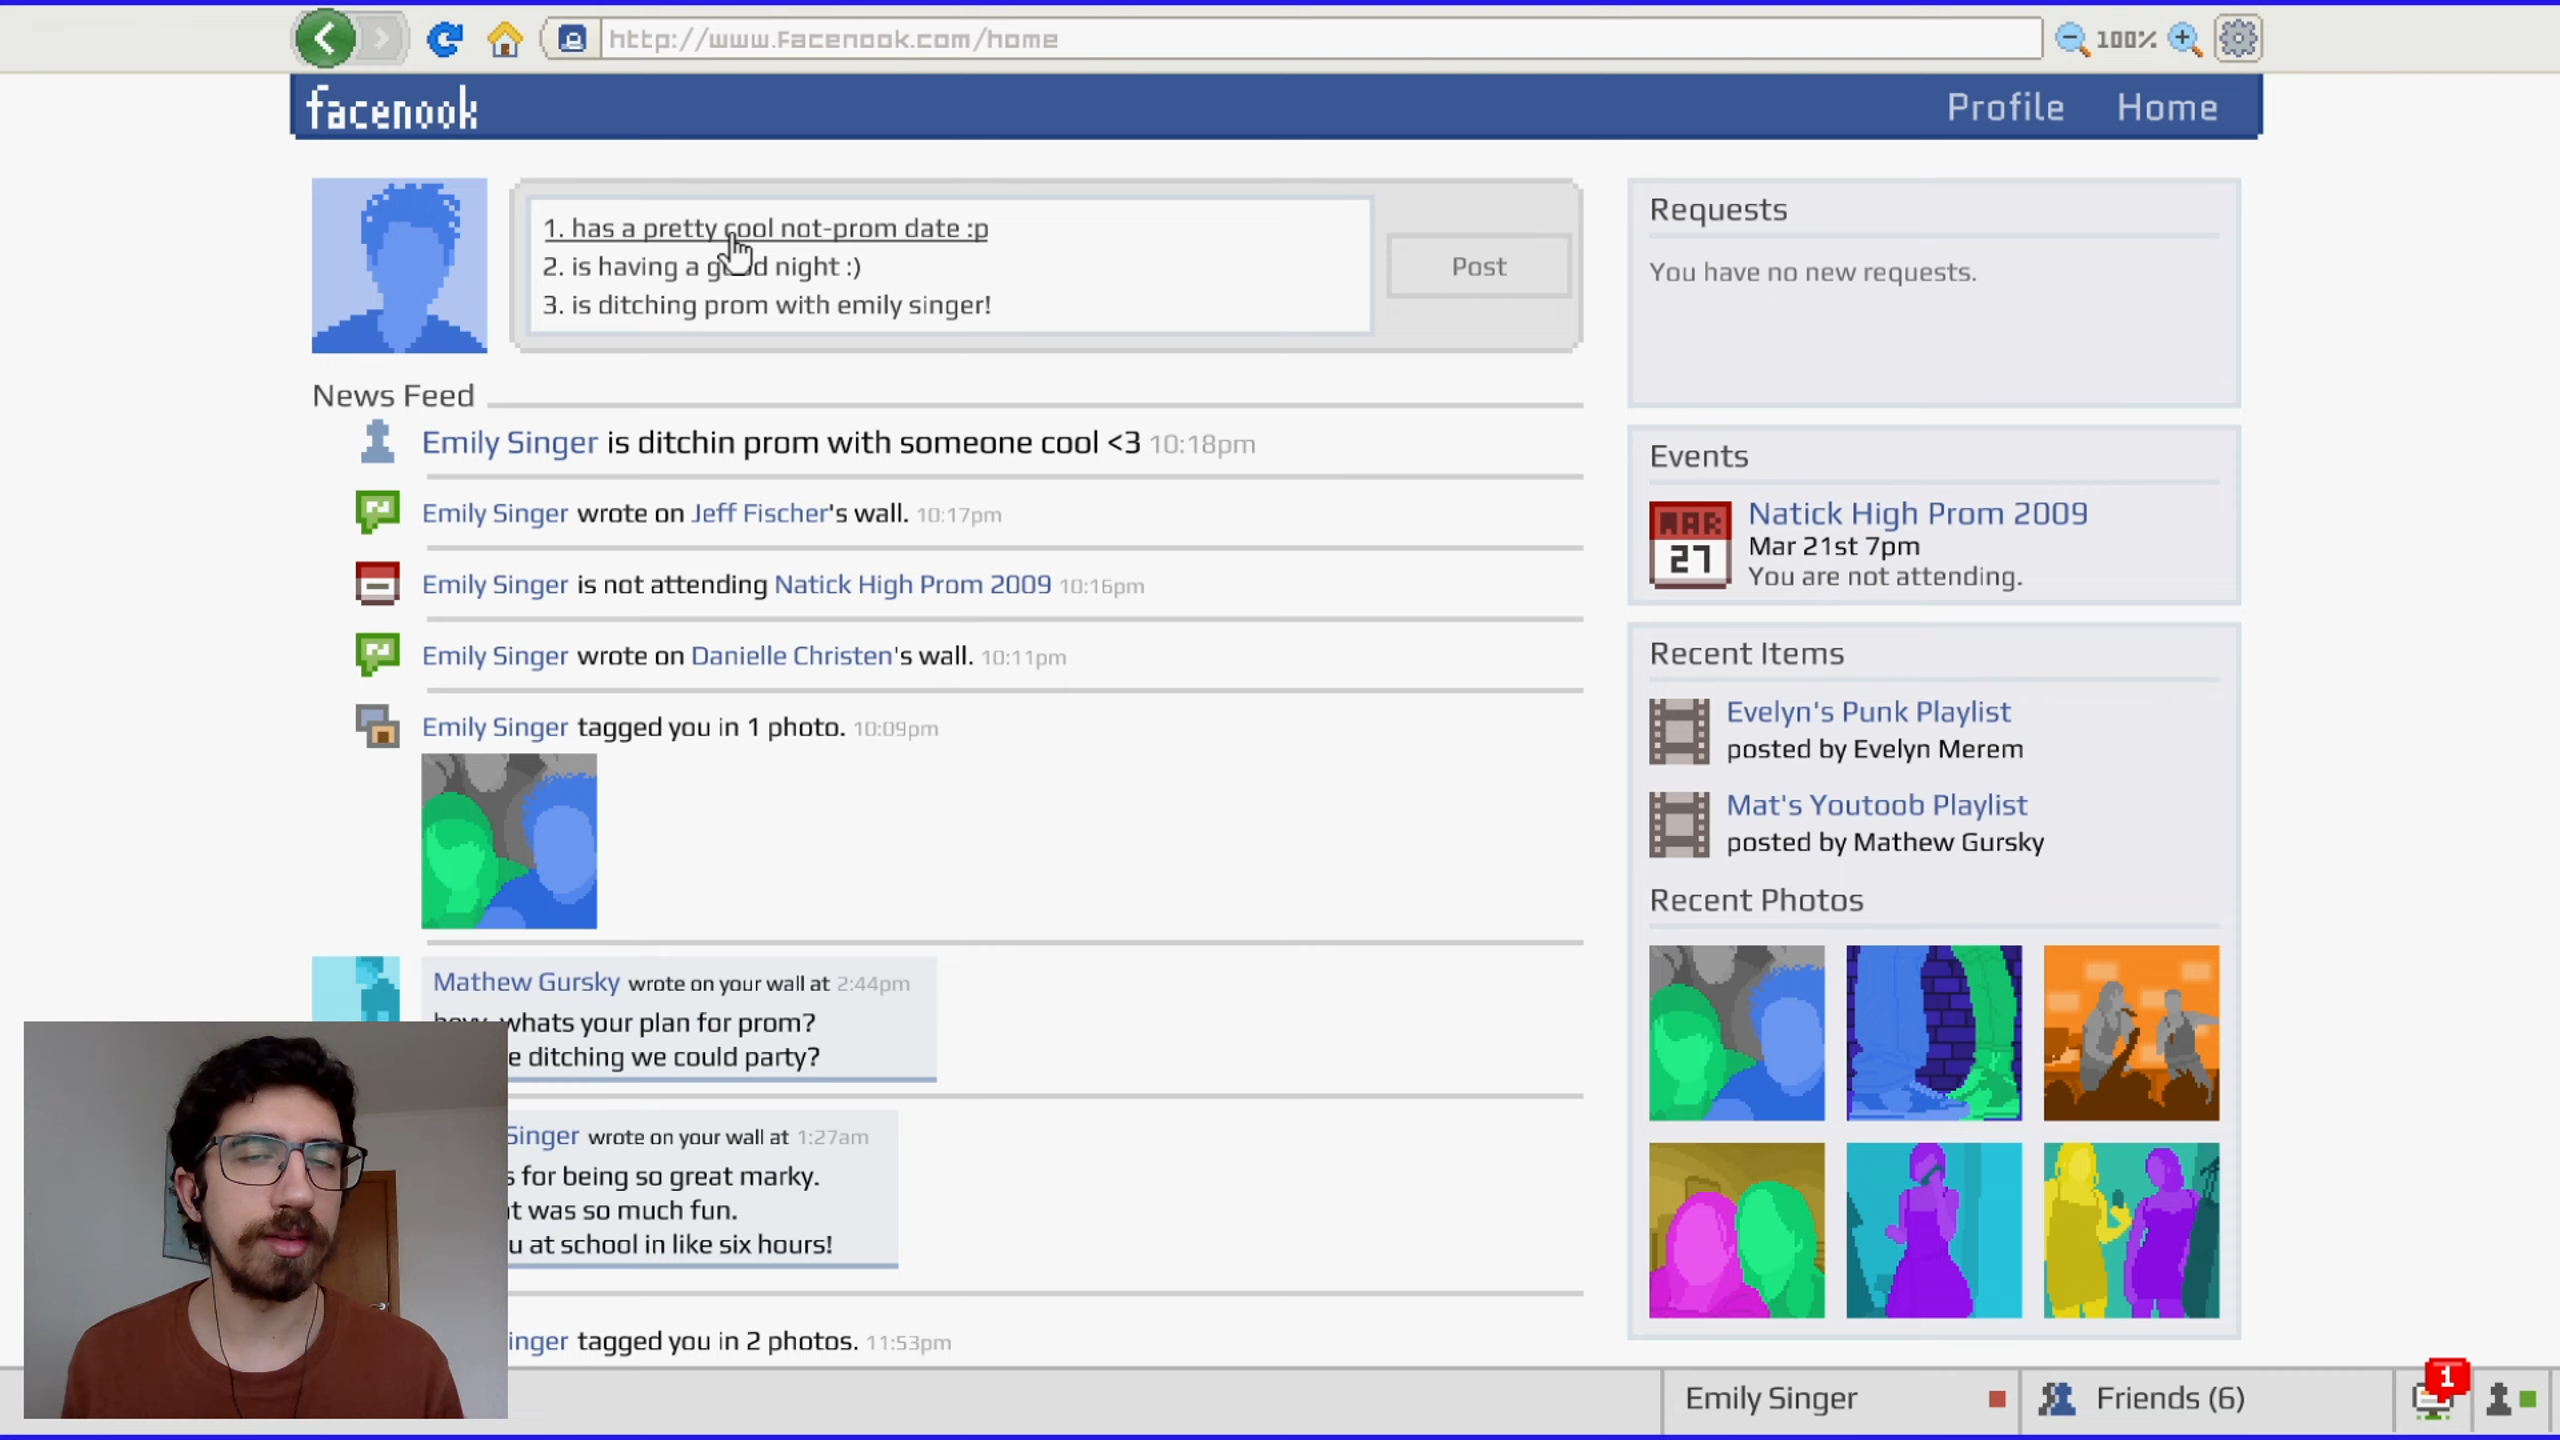 http://www.Facenook.com/home
100%
facenook
Profile
Home
1. has a pretty cool not-prom date :p
2. is having a good night :)
3. is ditching prom with emily singer!
Post
News Feed
Emily Singer is ditchin prom with someone cool <3 10:18pm
Emily Singer wrote on Jeff Fischer's wall. 10:17pm
Emily Singer is not attending Natick High Prom 2009 10:16pm
Emily Singer wrote on Danielle Christen's wall. 10:11pm
Emily Singer tagged you in 1 photo. 10:09pm
Mathew Gursky wrote on your wall at 2:44pm
whats your plan for prom?
ditching we could party?
Singer wrote on your wall at 1:27am
for being so great marky.
was so much fun.
at school in like six hours!
tagged you in 2 photos. 11:53pm
Requests
You have no new requests.
Events
MAR
27
Natick High Prom 2009
Mar 21st 7pm
You are not attending.
Recent Items
Evelyn's Punk Playlist
posted by Evelyn Merem
Mat's Youtoob Playlist
posted by Mathew Gursky
Recent Photos
Emily Singer
Friends (6)
1